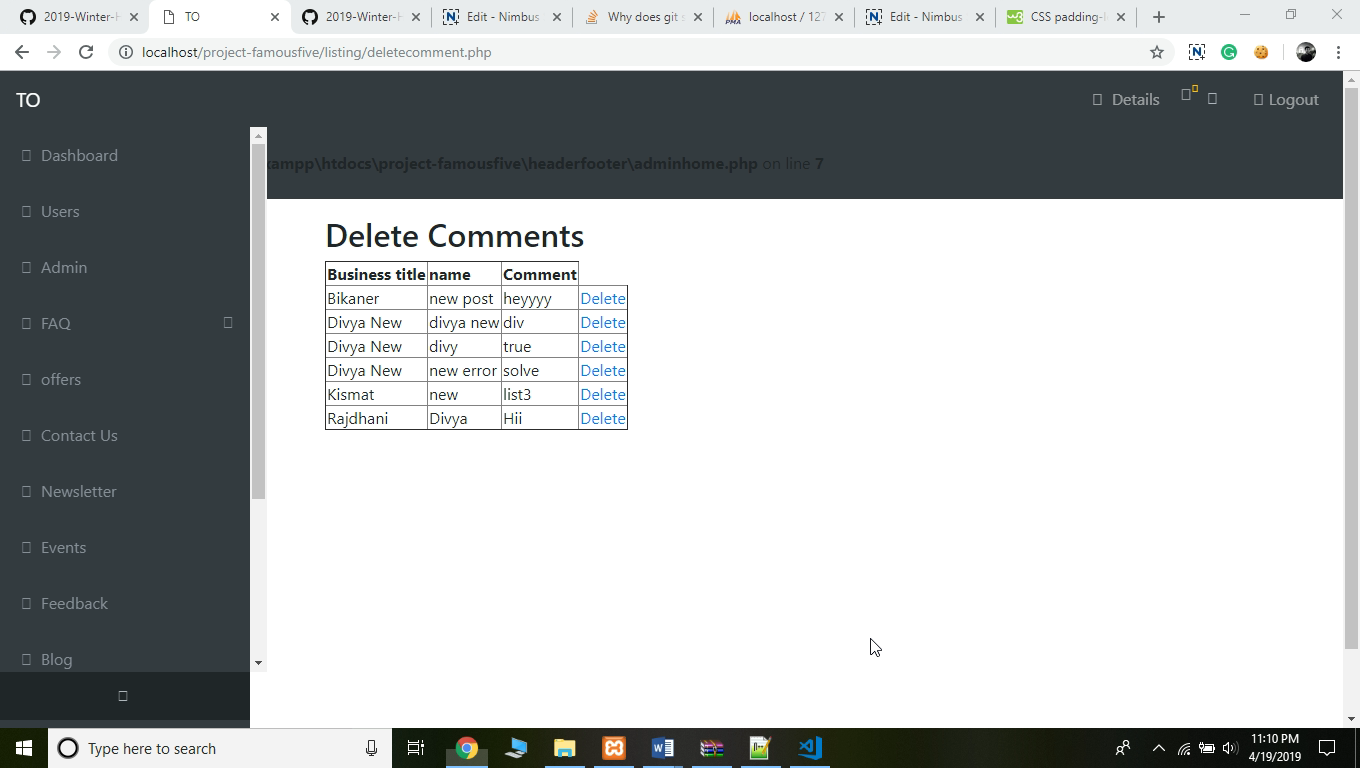 2019-Winter-H
TO
2019-Winter-H
Edit - Nimbus
Why does git s
localhost / 127
Edit - Nimbus
CSS padding-l
localhost/project-famousfive/listing/deletecomment.php
TO
Details
Logout
Dashboard
xampp\htdocs\project-famousfive\headerfooter\adminhome.php on line 7
Users
Admin
FAQ
offers
Contact Us
Newsletter
Events
Feedback
Blog
Delete Comments
Business title name Comment
Bikaner new post heyyyy Delete
Divya New divya new div Delete
Divya New divy true Delete
Divya New new error solve Delete
Kismat new list3 Delete
Rajdhani Divya Hii Delete
Type here to search
11:10 PM
4/19/2019